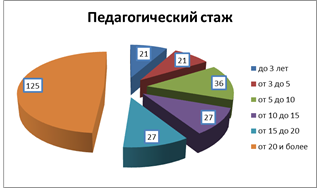 Педагогический стаж
21
21
36
27
27
125
до 3 лет
от 3 до 5
от 5 до 10
от 10 до 15
от 15 до 20
от 20 и более